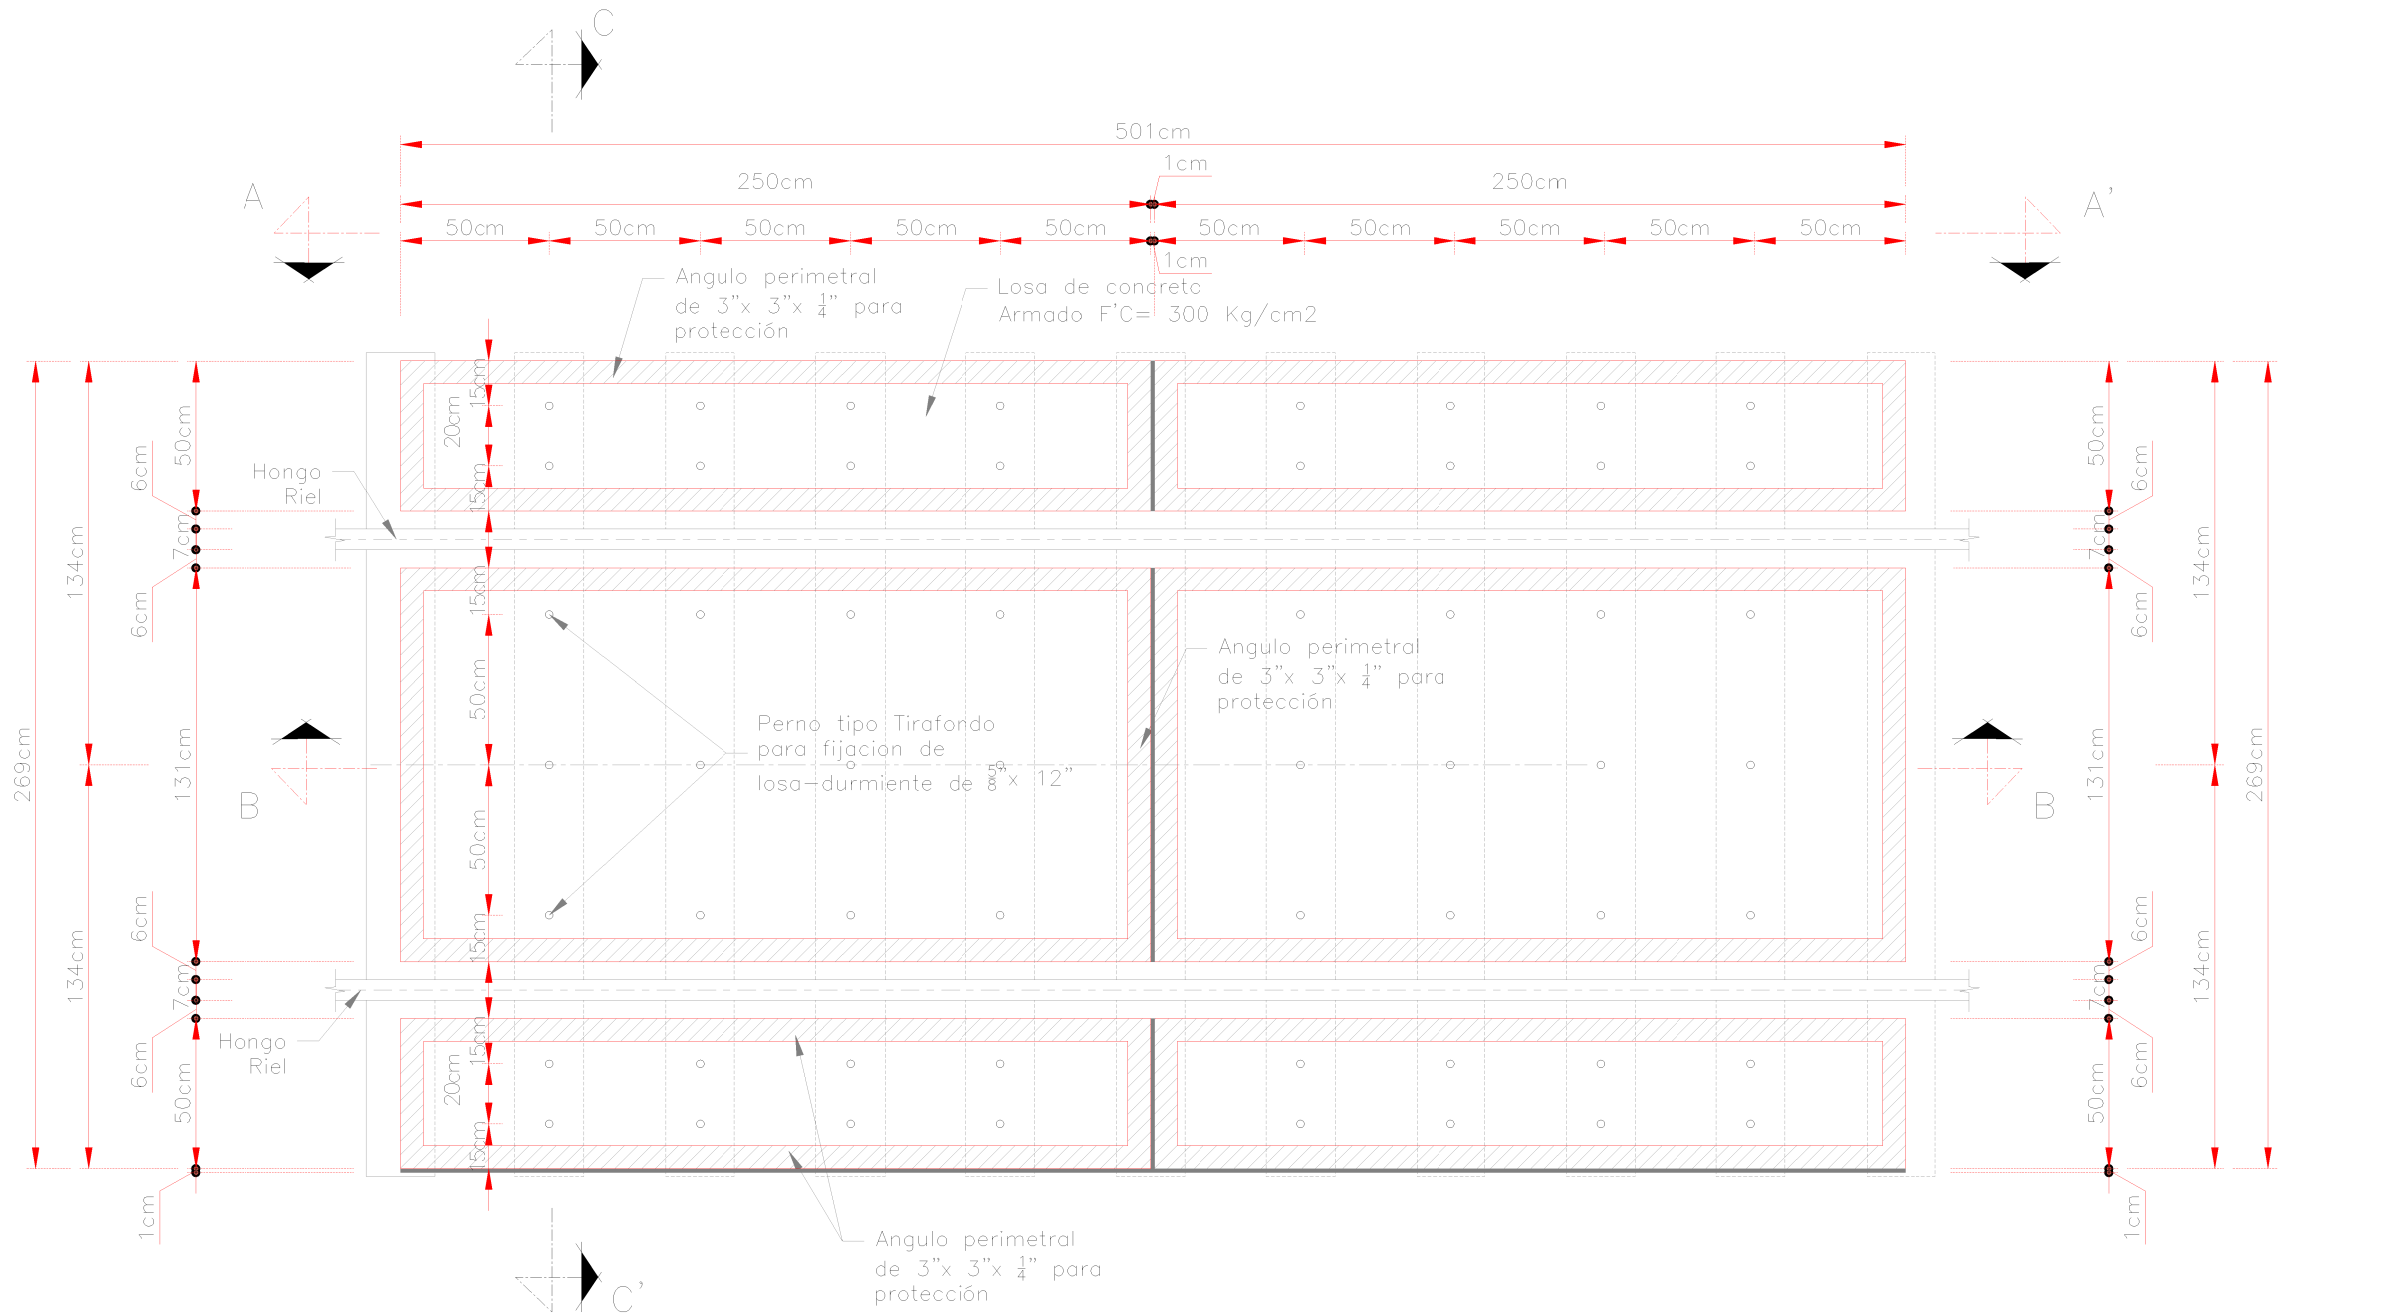 C
501cm
1cm
250cm
250cm
A
A'
50cm
50cm
50cm
50cm
50cm
50cm
50cm
50cm
50cm
50cm
1cm
Angulo perimetral
de 3"x 3"x 1/4" para
protección
Losa de concreto
Armado F'C= 300 Kg/cm2
15cm
20cm
15cm
50cm
6cm
7cm
6cm
134cm
269cm
131cm
134cm
Hongo
Riel
50cm
6cm
7cm
6cm
134cm
269cm
131cm
134cm
15cm
50cm
50cm
15cm
Angulo perimetral
de 3"x 3"x 1/4" para
protección
Perno tipo Tirafondo
para fijacion de
losa-durmiente de 5/8"x 12"
B
B
6cm
7cm
6cm
50cm
1cm
Hongo
Riel
15cm
20cm
15cm
6cm
7cm
6cm
50cm
1cm
Angulo perimetral
de 3"x 3"x 1/4" para
protección
C'